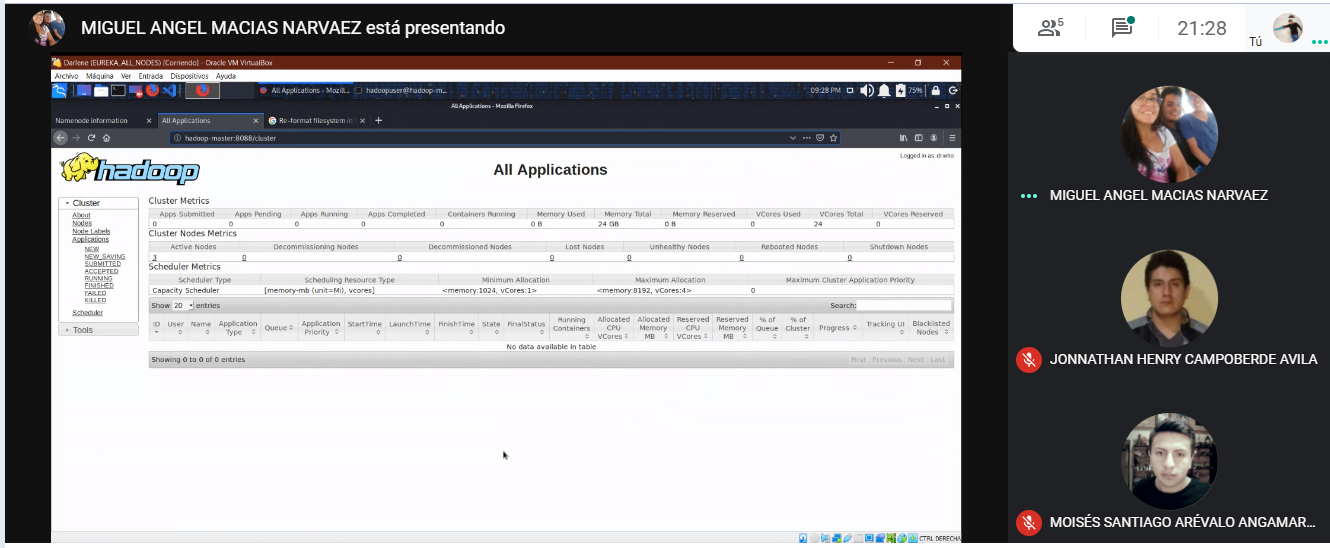 MIGUEL ANGEL MACIAS NARVAEZ está presentando
5
21:28
Tú
Darlene (EUREKA_ALL_NODES) [Corriendo] - Oracle VM VirtualBox
Archivo Máquina Ver Entrada Dispositivos Ayuda
All Applications - Mozill... hadoopuser@hadoop-m... 09:28 PM 75%
All Applications - Mozilla Firefox
Namenode information All Applications Re-format filesystem in
hadoop-master:8088/cluster
Logged in as: dr.who
hadoop
All Applications
Cluster
About
Nodes
Node Labels
Applications
NEW
NEW_SAVING
SUBMITTED
ACCEPTED
RUNNING
FINISHED
FAILED
KILLED
Scheduler
Tools
Cluster Metrics
Apps Submitted Apps Pending Apps Running Apps Completed Containers Running Memory Used Memory Total Memory Reserved VCores Used VCores Total VCores Reserved
0 0 0 0 0 0 B 24 GB 0 B 0 24 0
Cluster Nodes Metrics
Active Nodes Decommissioning Nodes Decommissioned Nodes Lost Nodes Unhealthy Nodes Rebooted Nodes Shutdown Nodes
3 0 0 0 0 0 0
Scheduler Metrics
Scheduler Type Scheduling Resource Type Minimum Allocation Maximum Allocation Maximum Cluster Application Priority
Capacity Scheduler [memory-mb (unit=Mi), vcores] <memory:1024, vCores:1> <memory:8192, vCores:4> 0
Show 20 entries Search:
ID User Name Application Type Queue Application Priority StartTime LaunchTime FinishTime State FinalStatus Running Containers Allocated CPU VCores Allocated Memory MB Reserved CPU VCores Reserved Memory MB % of Queue % of Cluster Progress Tracking UI Blacklisted Nodes
No data available in table
Showing 0 to 0 of 0 entries First Previous Next Last
CTRL DERECHA
MIGUEL ANGEL MACIAS NARVAEZ
JONNATHAN HENRY CAMPOBERDE AVILA
MOISÉS SANTIAGO ARÉVALO ANGAMAR...